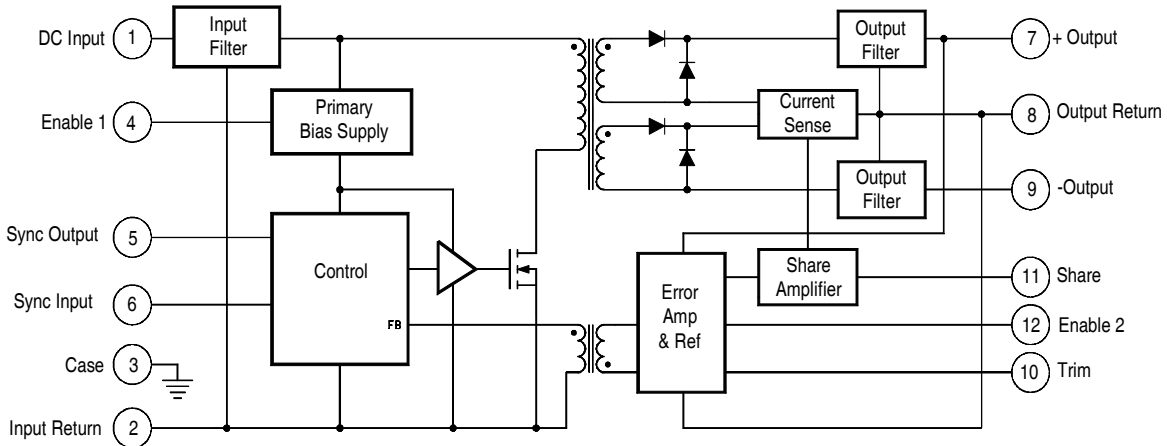 DC Input
1
Input
Filter
Output
Filter
7
+ Output
Enable 1
4
Primary
Bias Supply
Current
Sense
8
Output Return
Output
Filter
9
-Output
Sync Output
5
Control
Share
Amplifier
11
Share
Sync Input
6
FB
Error
Amp
& Ref
12
Enable 2
Case
3
10
Trim
Input Return
2